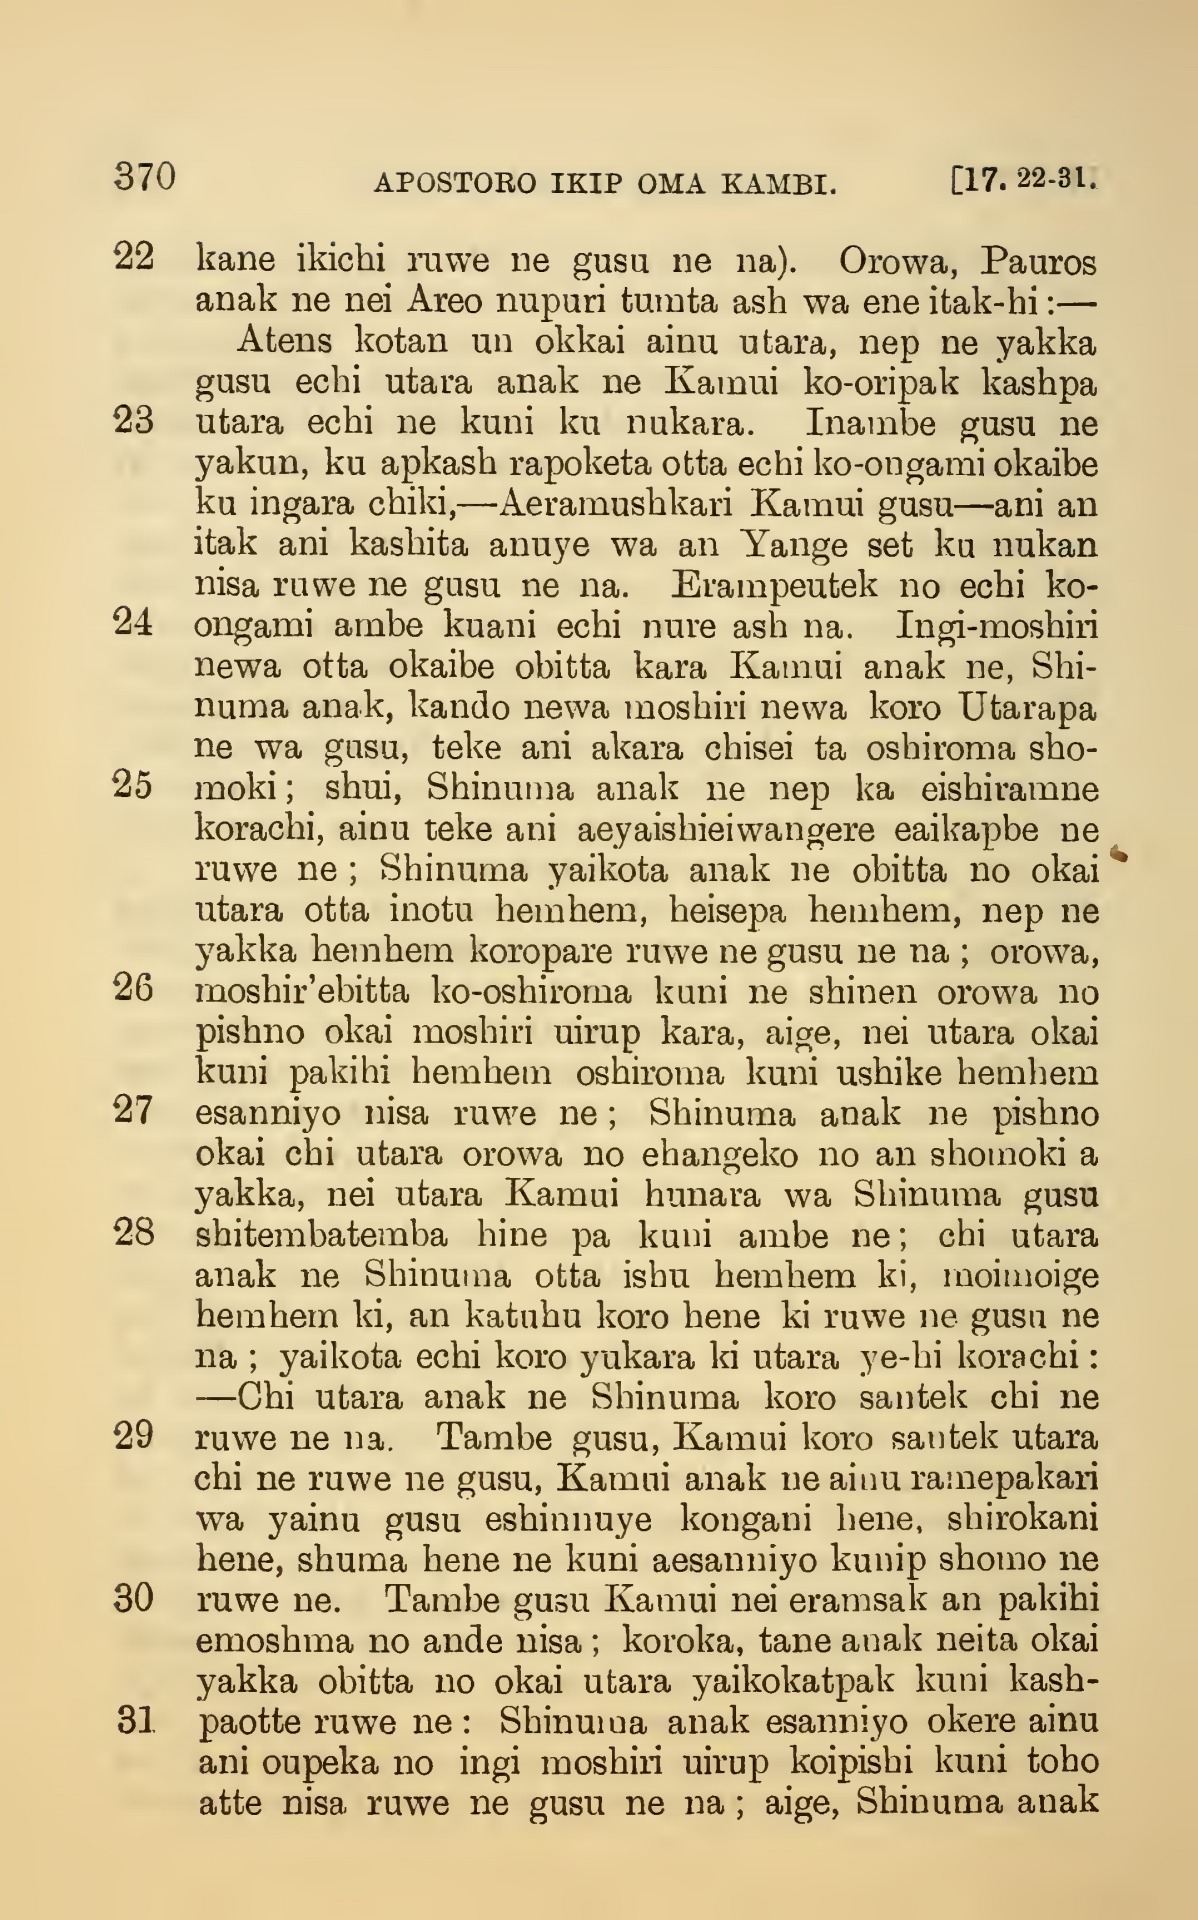 370 APOSTORO IKIP OMA KAMBI. [17. 22-31.
22 kane ikichi ruwe ne gusu ne na). Orowa, Pauros
anak ne nei Areo nupuri tumta ash wa ene itak-hi :—
Atens kotan un okkai ainu utara, nep ne yakka
gusu echi utara anak ne Kamui ko-oripak kashpa
23 utara echi ne kuni ku nukara. Inambe gusu ne
yakun, ku apkash rapoketa otta echi ko-ongami okaibe
ku ingara chiki,—Aeramushkari Kamui gusu—ani an
itak ani kashita anuye wa an Yange set ku nukan
nisa ruwe ne gusu ne na. Erampeutek no echi ko-
24 ongami ambe kuani echi nure ash na. Ingi-moshiri
newa otta okaibe obitta kara Kamui anak ne, Shi-
numa anak, kando newa moshiri newa koro Utarapa
ne wa gusu, teke ani akara chisei ta oshiroma sho-
25 moki ; shui, Shinuma anak ne nep ka eishiramne
korachi, ainu teke ani aeyaishieiwangere eaikapbe ne
ruwe ne ; Shinuma yaikota anak ne obitta no okai
utara otta inotu hemhem, heisepa hemhem, nep ne
yakka hemhem koropare ruwe ne gusu ne na ; orowa,
26 moshir'ebitta ko-oshiroma kuni ne shinen orowa no
pishno okai moshiri uirup kara, aige, nei utara okai
kuni pakihi hemhem oshiroma kuni ushike hemhem
27 esanniyo nisa ruwe ne ; Shinuma anak ne pishno
okai chi utara orowa no ehangeko no an shomoki a
yakka, nei utara Kamui hunara wa Shinuma gusu
28 shitembatemba hine pa kuni ambe ne ; chi utara
anak ne Shinuma otta ishu hemhem ki, moimoige
hemhem ki, an katuhu koro hene ki ruwe ne gusu ne
na ; yaikota echi koro yukara ki utara ye-hi korachi :
—Chi utara anak ne Shinuma koro santek chi ne
29 ruwe ne na. Tambe gusu, Kamui koro santek utara
chi ne ruwe ne gusu, Kamui anak ne ainu ramepakari
wa yainu gusu eshinnuye kongani hene, shirokani
hene, shuma hene ne kuni aesanniyo kunip shomo ne
30 ruwe ne. Tambe gusu Kamui nei eramsak an pakihi
emoshma no ande nisa ; koroka, tane anak neita okai
yakka obitta no okai utara yaikokatpak kuni kash-
31 paotte ruwe ne : Shinuma anak esanniyo okere ainu
ani oupeka no ingi moshiri uirup koipishi kuni toho
atte nisa ruwe ne gusu ne na ; aige, Shinuma anak